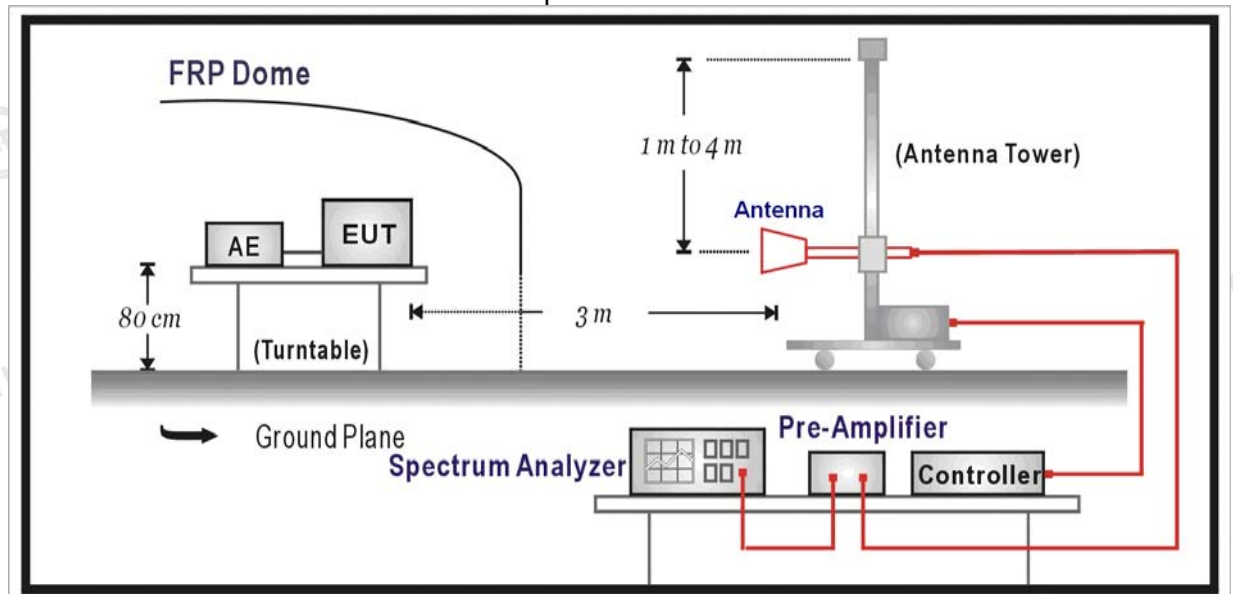 FRP Dome
1 m to 4 m
(Antenna Tower)
Antenna
AE
EUT
80 cm
3 m
(Turntable)
Ground Plane
Pre-Amplifier
Spectrum Analyzer
Controller